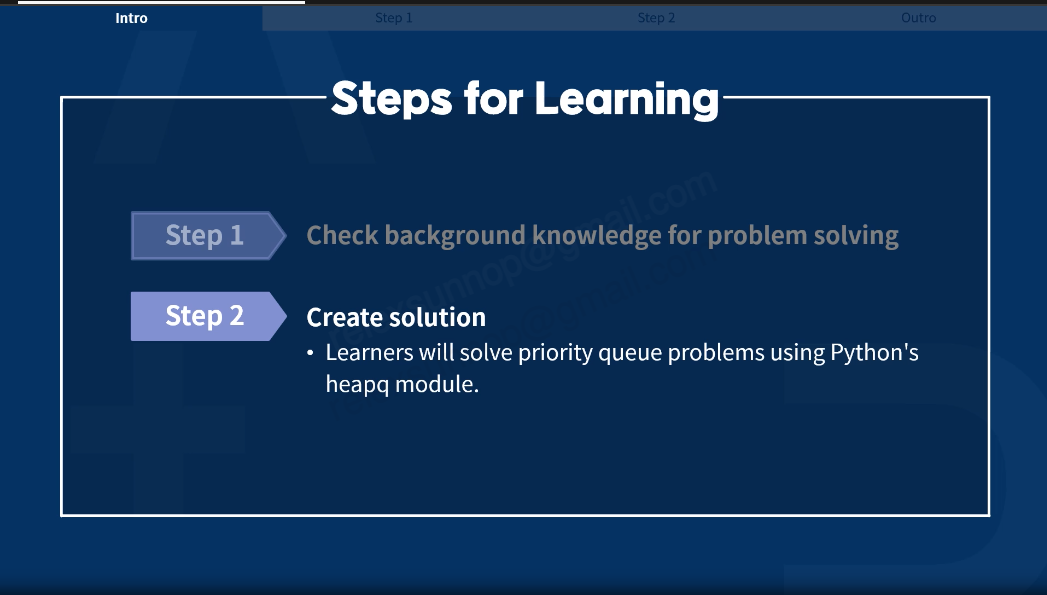 Intro
Step 1
Step 2
Outro
Steps for Learning
Step 1
Check background knowledge for problem solving
Step 2
Create solution
• Learners will solve priority queue problems using Python's
heapq module.